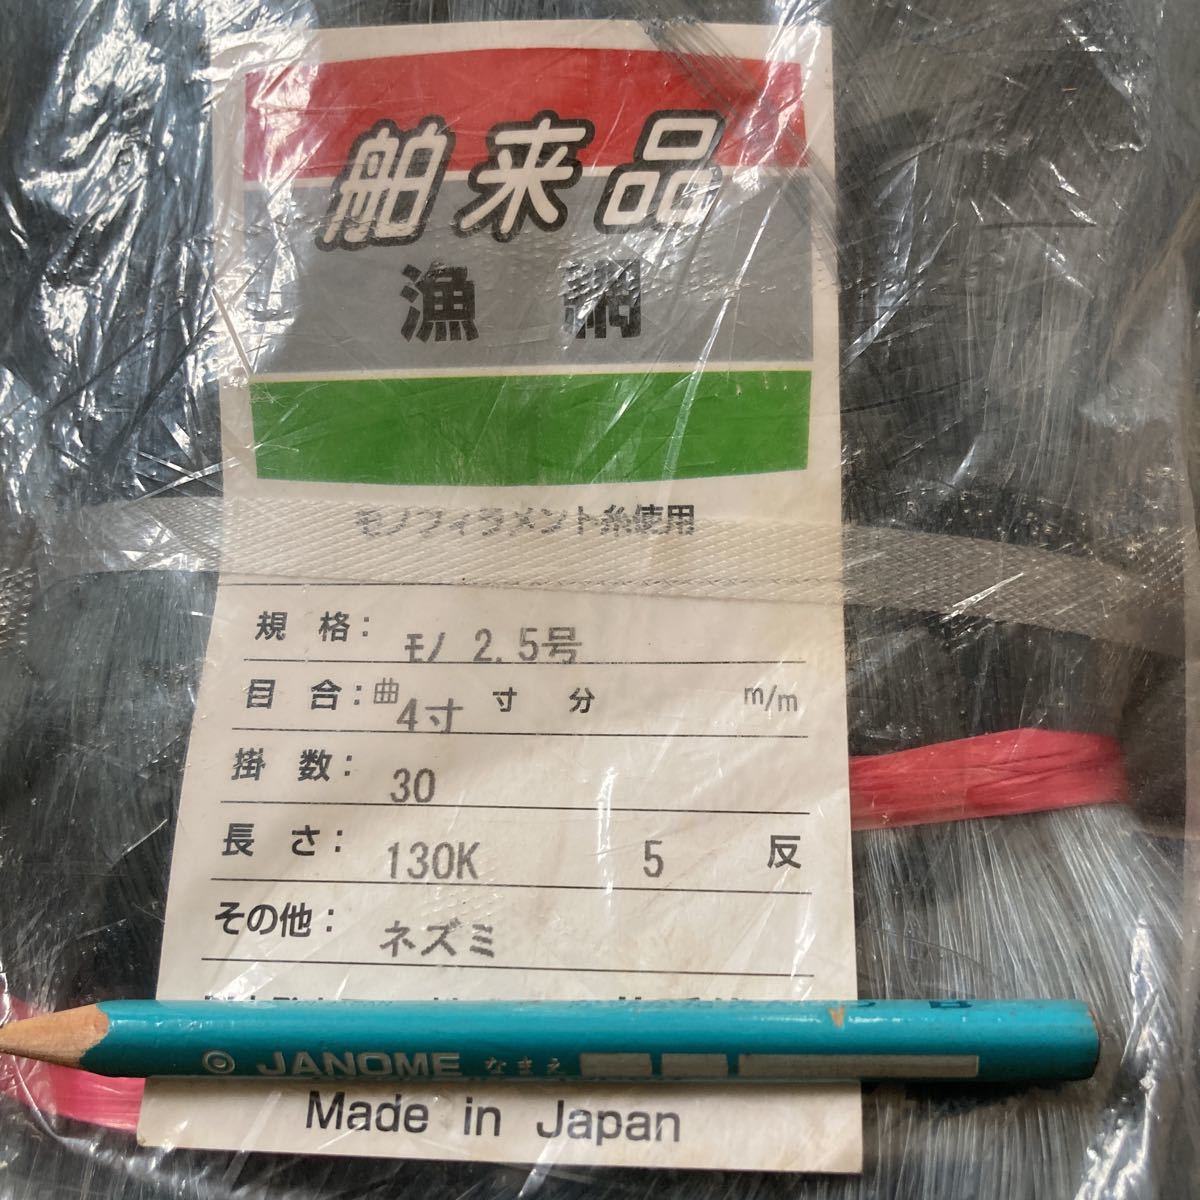 舶来品
漁網
モノフィラメント糸使用
規格: モノ 2.5号
目合:曲 4寸 寸 分 m/m
掛数: 30
長さ: 130K 5 反
その他: ネズミ
JANOME なまえ
Made in Japan